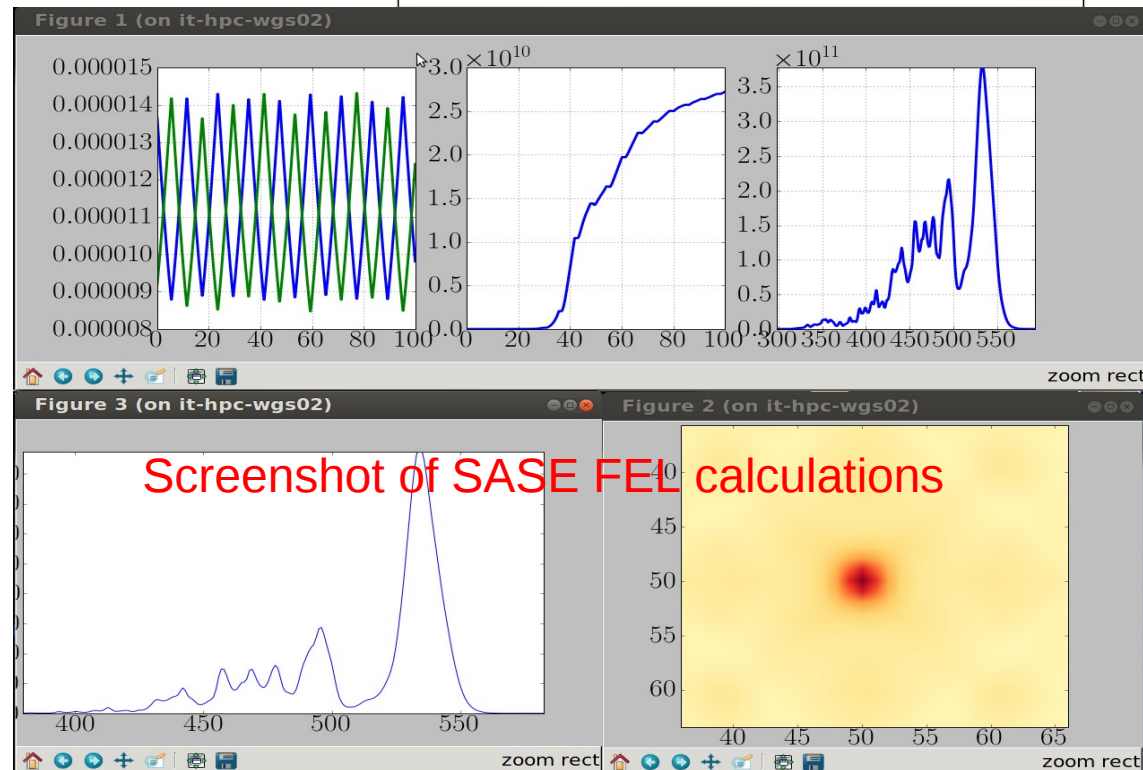 Figure 1 (on it-hpc-wgs02)
0.000015
0.000014
0.000013
0.000012
0.000011
0.000010
0.000009
0.000008
0 20 40 60 80 100
×10^10
3.0
2.5
2.0
1.5
1.0
0.5
0.0
0 20 40 60 80 100
×10^11
3.5
3.0
2.5
2.0
1.5
1.0
0.5
0.0
300 350 400 450 500 550
zoom rect
Figure 3 (on it-hpc-wgs02)
400 450 500 550
zoom rect
Figure 2 (on it-hpc-wgs02)
40
45
50
55
60
40 45 50 55 60 65
zoom rect
Screenshot of SASE FEL calculations